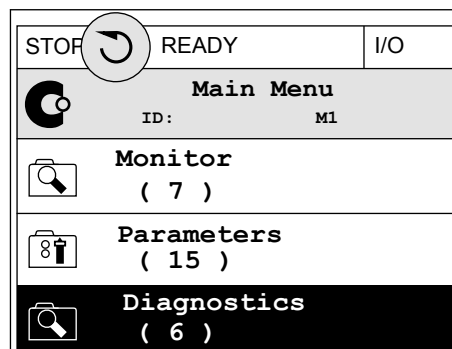 STOP READY I/O
Main Menu
ID: M1
Monitor
( 7 )
Parameters
( 15 )
Diagnostics
( 6 )